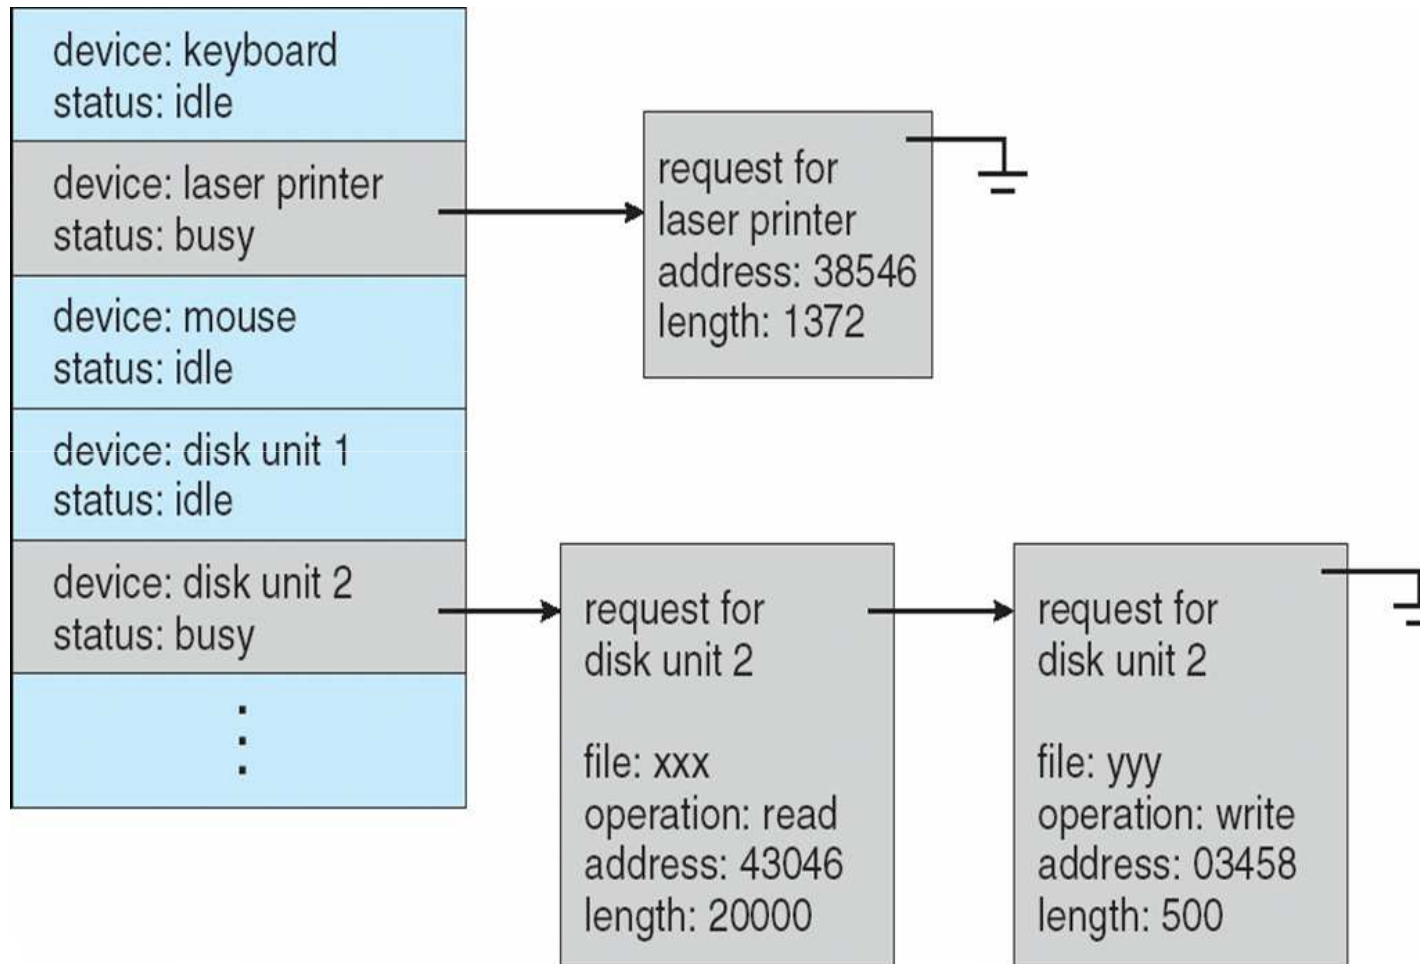 device: keyboard
status: idle
device: laser printer
status: busy
device: mouse
status: idle
device: disk unit 1
status: idle
device: disk unit 2
status: busy
request for
laser printer
address: 38546
length: 1372
request for
disk unit 2
file: xxx
operation: read
address: 43046
length: 20000
request for
disk unit 2
file: yyy
operation: write
address: 03458
length: 500